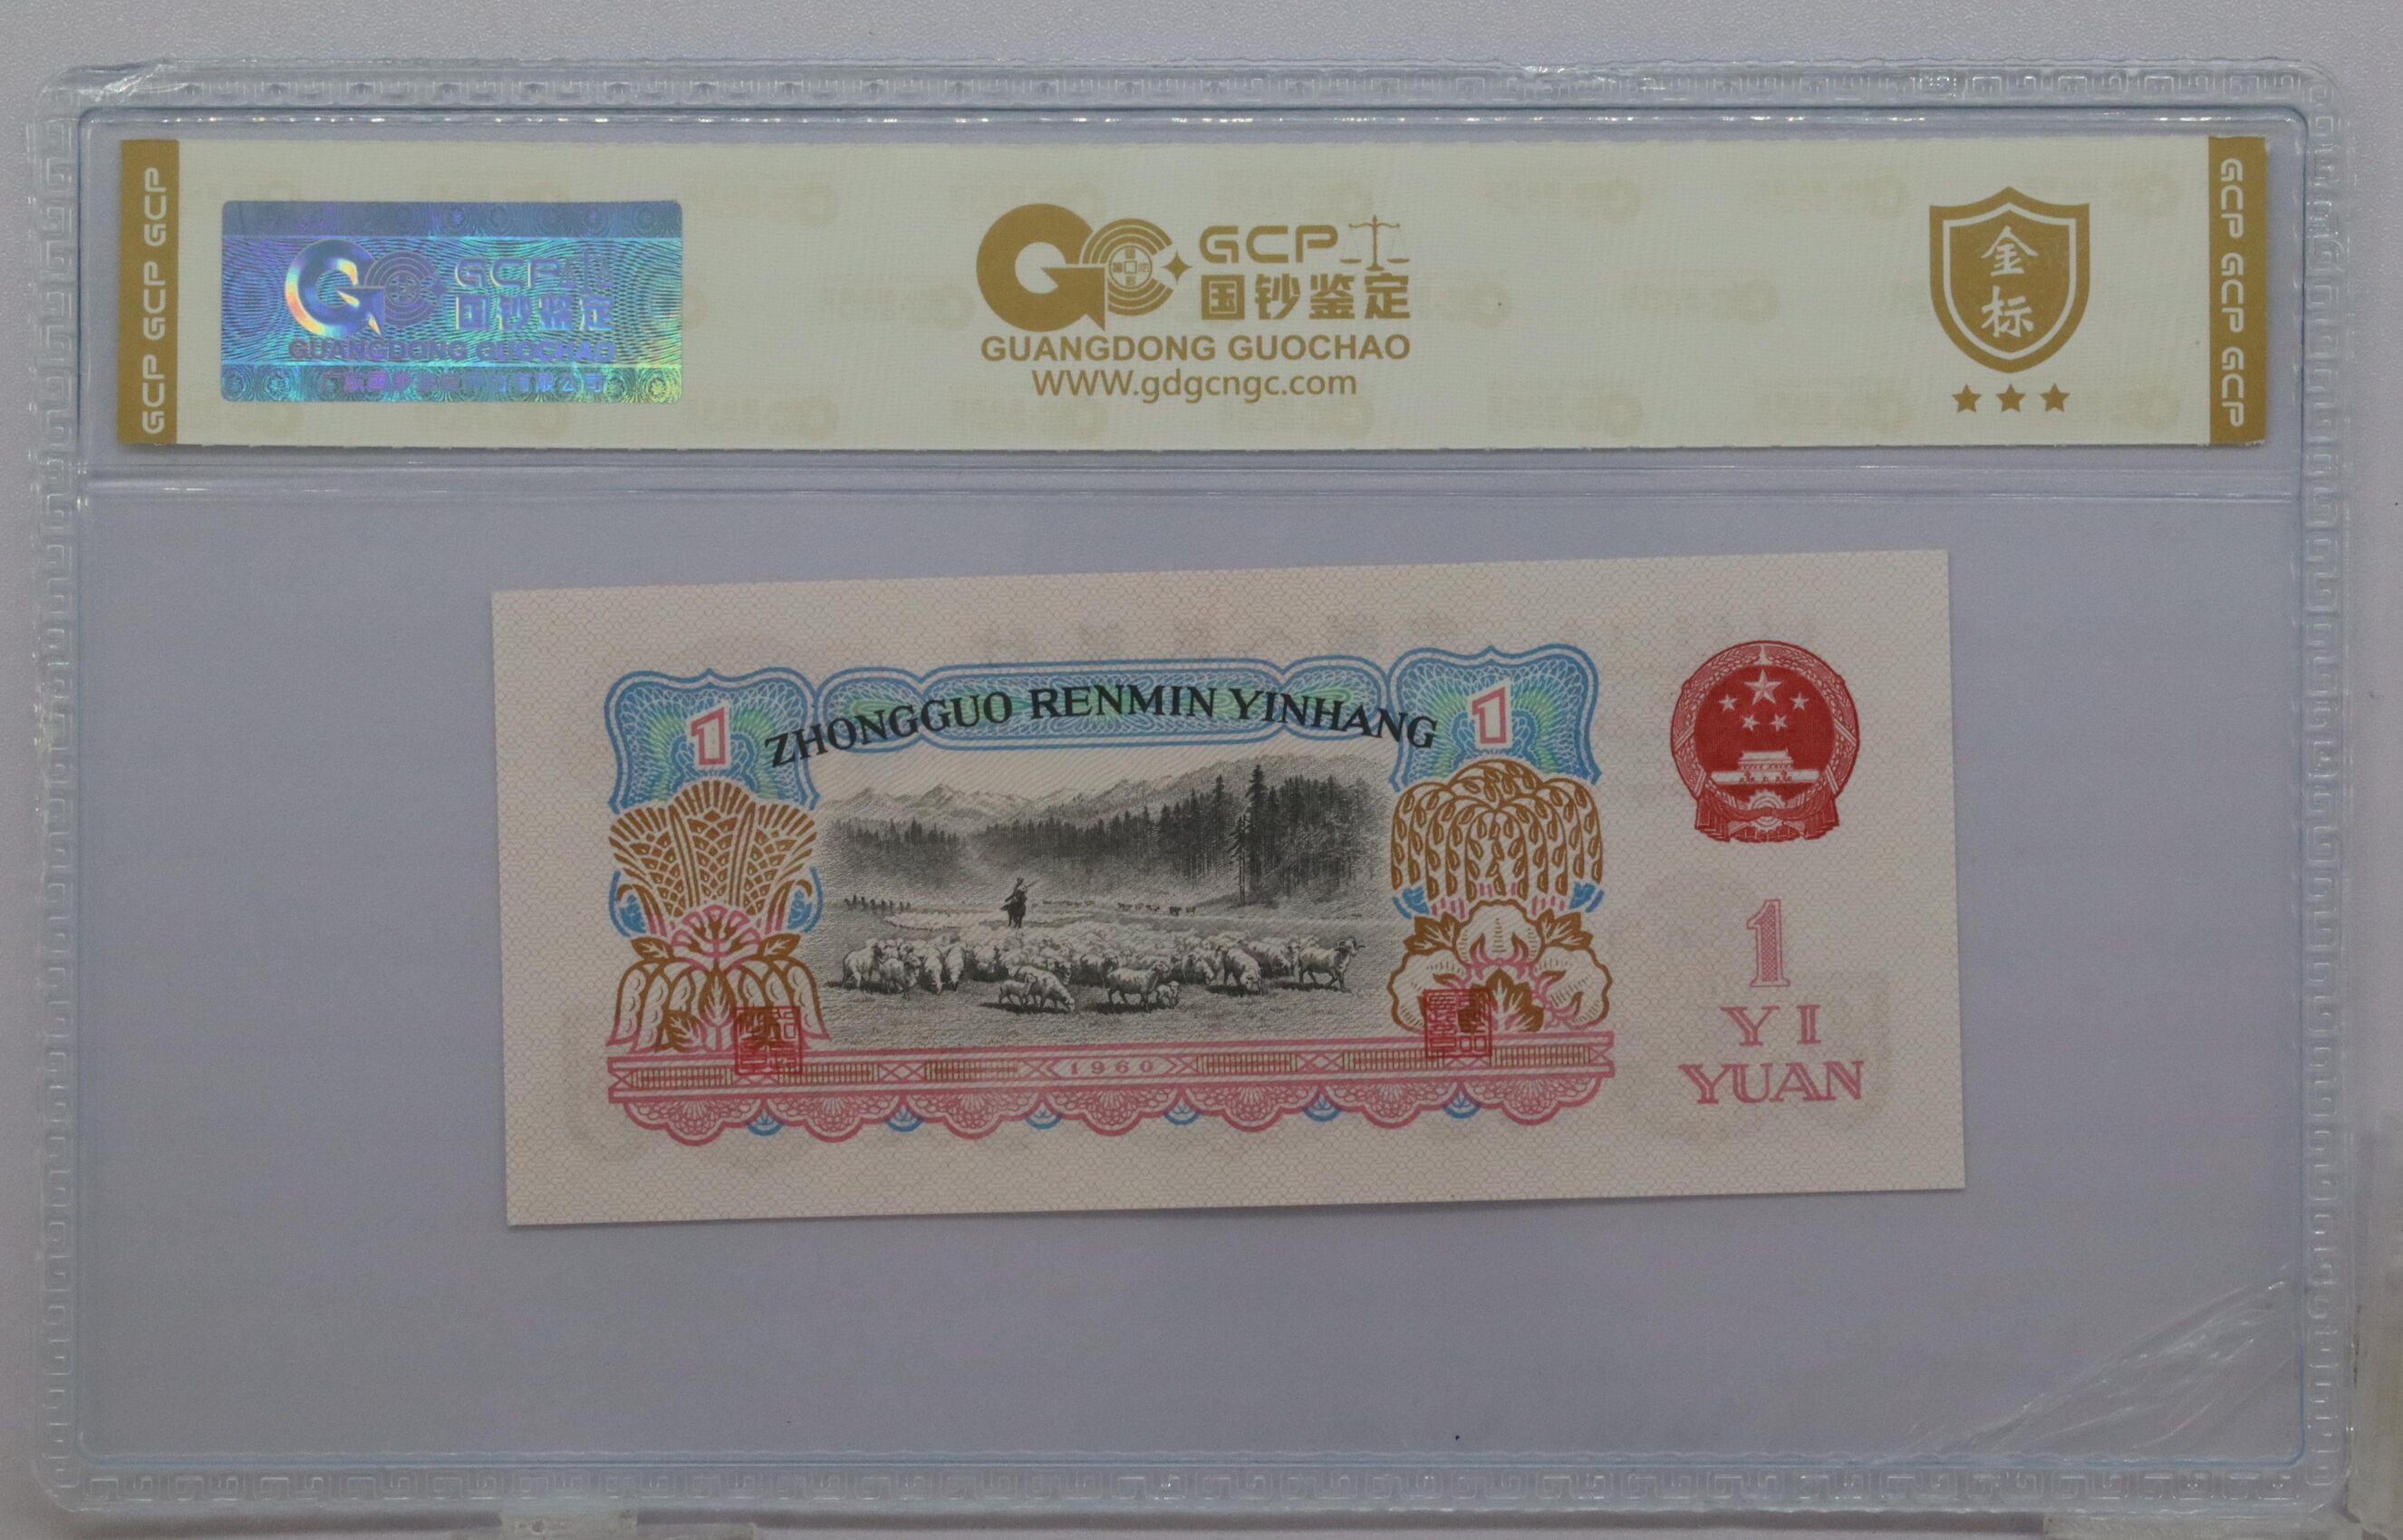 GCP GCP GCP
GCP
国钞鉴定
GUANGDONG GUOCHAO
GCP
国钞鉴定
GUANGDONG GUOCHAO
WWW.gdgcngc.com
金
标
GCP GCP GCP
ZHONGGUO RENMIN YINHANG
1
1
1960
1
YI
YUAN